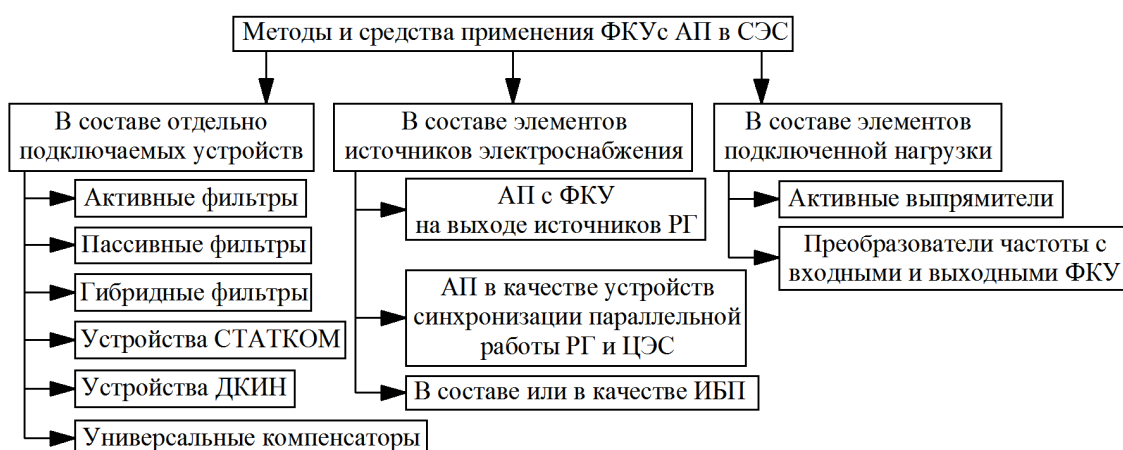 Методы и средства применения ФКУс АП в СЭС
В составе отдельно
подключаемых устройств
Активные фильтры
Пассивные фильтры
Гибридные фильтры
Устройства СТАТКОМ
Устройства ДКИН
Универсальные компенсаторы
В составе элементов
источников электроснабжения
АП с ФКУ
на выходе источников РГ
АП в качестве устройств
синхронизации параллельной
работы РГ и ЦЭС
В составе или в качестве ИБП
В составе элементов
подключенной нагрузки
Активные выпрямители
Преобразователи частоты с
входными и выходными ФКУ